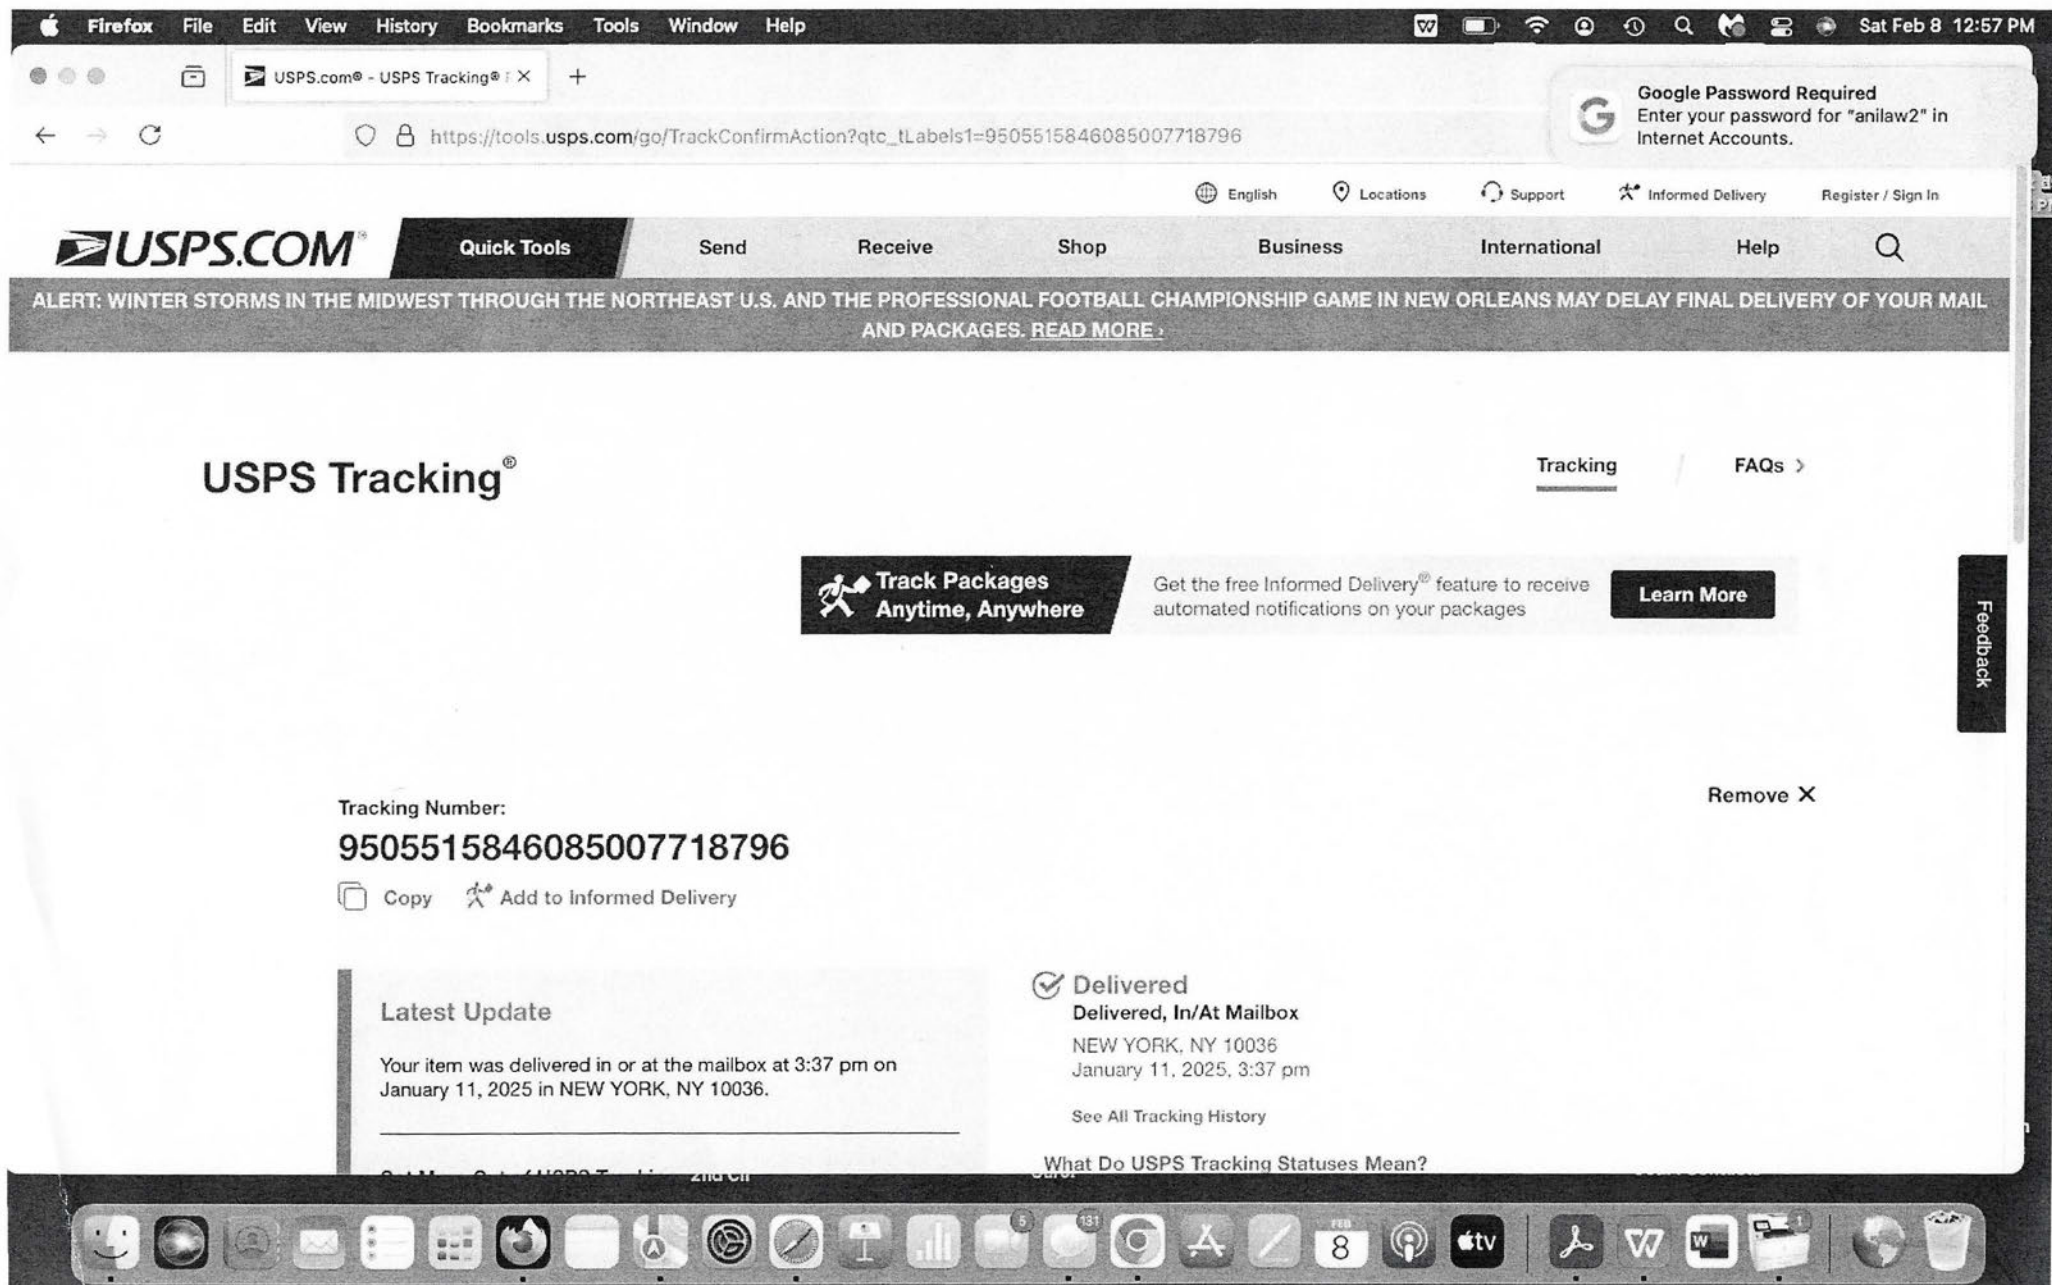 Firefox File Edit View History Bookmarks Tools Window Help Sat Feb 8 12:57 PM
USPS.com® - USPS Tracking®
Google Password Required
Enter your password for "anilaw2" in
Internet Accounts.
https://tools.usps.com/go/TrackConfirmAction?qtc_tLabels1=9505515846085007718796
English Locations Support Informed Delivery Register / Sign In
USPS.COM® Quick Tools Send Receive Shop Business International Help
ALERT: WINTER STORMS IN THE MIDWEST THROUGH THE NORTHEAST U.S. AND THE PROFESSIONAL FOOTBALL CHAMPIONSHIP GAME IN NEW ORLEANS MAY DELAY FINAL DELIVERY OF YOUR MAIL
AND PACKAGES. READ MORE ›
USPS Tracking®
Tracking FAQs
Track Packages
Anytime, Anywhere
Get the free Informed Delivery® feature to receive
automated notifications on your packages
Learn More
Feedback
Tracking Number:
Remove
9505515846085007718796
Copy Add to Informed Delivery
Latest Update
Your item was delivered in or at the mailbox at 3:37 pm on
January 11, 2025 in NEW YORK, NY 10036.
Delivered
Delivered, In/At Mailbox
NEW YORK, NY 10036
January 11, 2025, 3:37 pm
See All Tracking History
What Do USPS Tracking Statuses Mean?
5
131
FEB
8
tv
W
1